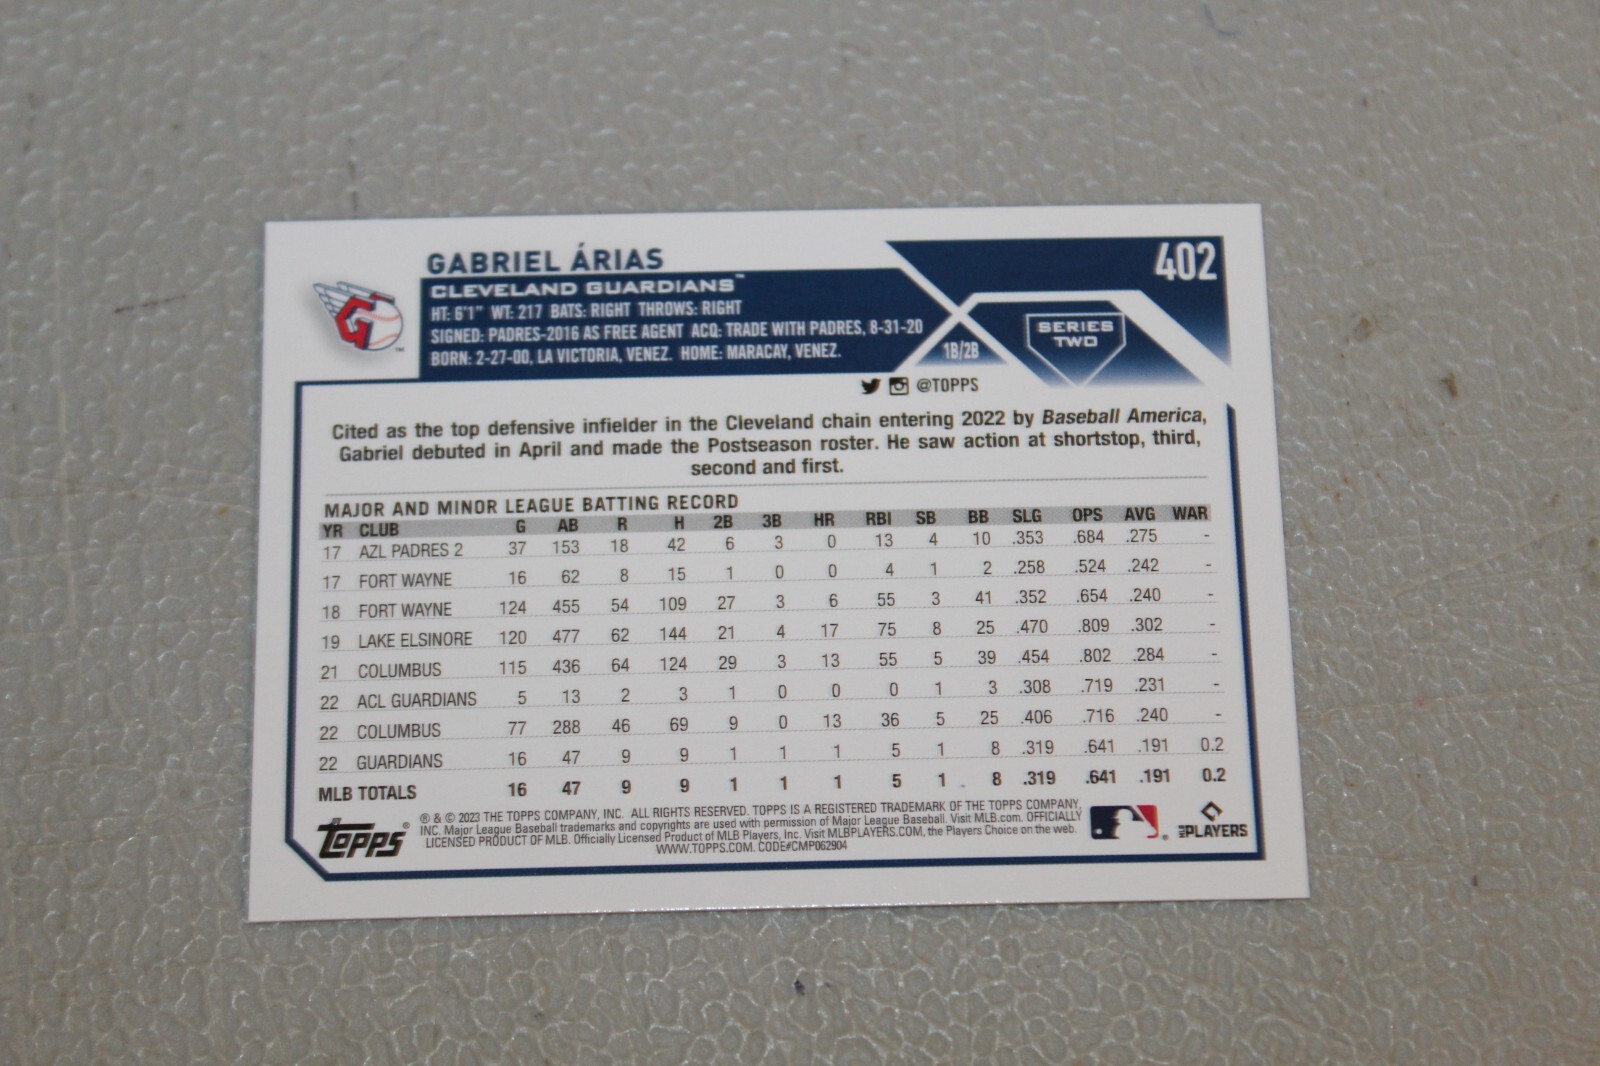 GABRIEL ÁRIAS
402
CLEVELAND GUARDIANS™
HT: 6'1" WT: 217 BATS: RIGHT THROWS: RIGHT
SIGNED: PADRES-2016 AS FREE AGENT ACQ: TRADE WITH PADRES, 8-31-20
BORN: 2-27-00, LA VICTORIA, VENEZ. HOME: MARACAY, VENEZ.
1B/2B
SERIES
TWO
@TOPPS
Cited as the top defensive infielder in the Cleveland chain entering 2022 by Baseball America,
Gabriel debuted in April and made the Postseason roster. He saw action at shortstop, third,
second and first.
MAJOR AND MINOR LEAGUE BATTING RECORD
YR CLUB G AB R H 2B 3B HR RBI SB BB SLG OPS AVG WAR
17 AZL PADRES 2 37 153 18 42 6 3 0 13 4 10 .353 .684 .275 -
17 FORT WAYNE 16 62 8 15 1 0 0 4 1 2 .258 .524 .242 -
18 FORT WAYNE 124 455 54 109 27 3 6 55 3 41 .352 .654 .240 -
19 LAKE ELSINORE 120 477 62 144 21 4 17 75 8 25 .470 .809 .302 -
21 COLUMBUS 115 436 64 124 29 3 13 55 5 39 .454 .802 .284 -
22 ACL GUARDIANS 5 13 2 3 1 0 0 0 1 3 .308 .719 .231 -
22 COLUMBUS 77 288 46 69 9 0 13 36 5 25 .406 .716 .240 -
22 GUARDIANS 16 47 9 9 1 1 1 5 1 8 .319 .641 .191 0.2
MLB TOTALS 16 47 9 9 1 1 1 5 1 8 .319 .641 .191 0.2
TOPPS®
® & © 2023 THE TOPPS COMPANY, INC. ALL RIGHTS RESERVED. TOPPS IS A REGISTERED TRADEMARK OF THE TOPPS COMPANY,
INC. Major League Baseball trademarks and copyrights are used with permission of Major League Baseball. Visit MLB.com. OFFICIALLY
LICENSED PRODUCT OF MLB. Officially Licensed Product of MLB Players, Inc. Visit MLBPLAYERS.COM, the Players Choice on the web.
WWW.TOPPS.COM. CODE#CMP062904
MLB PLAYERS